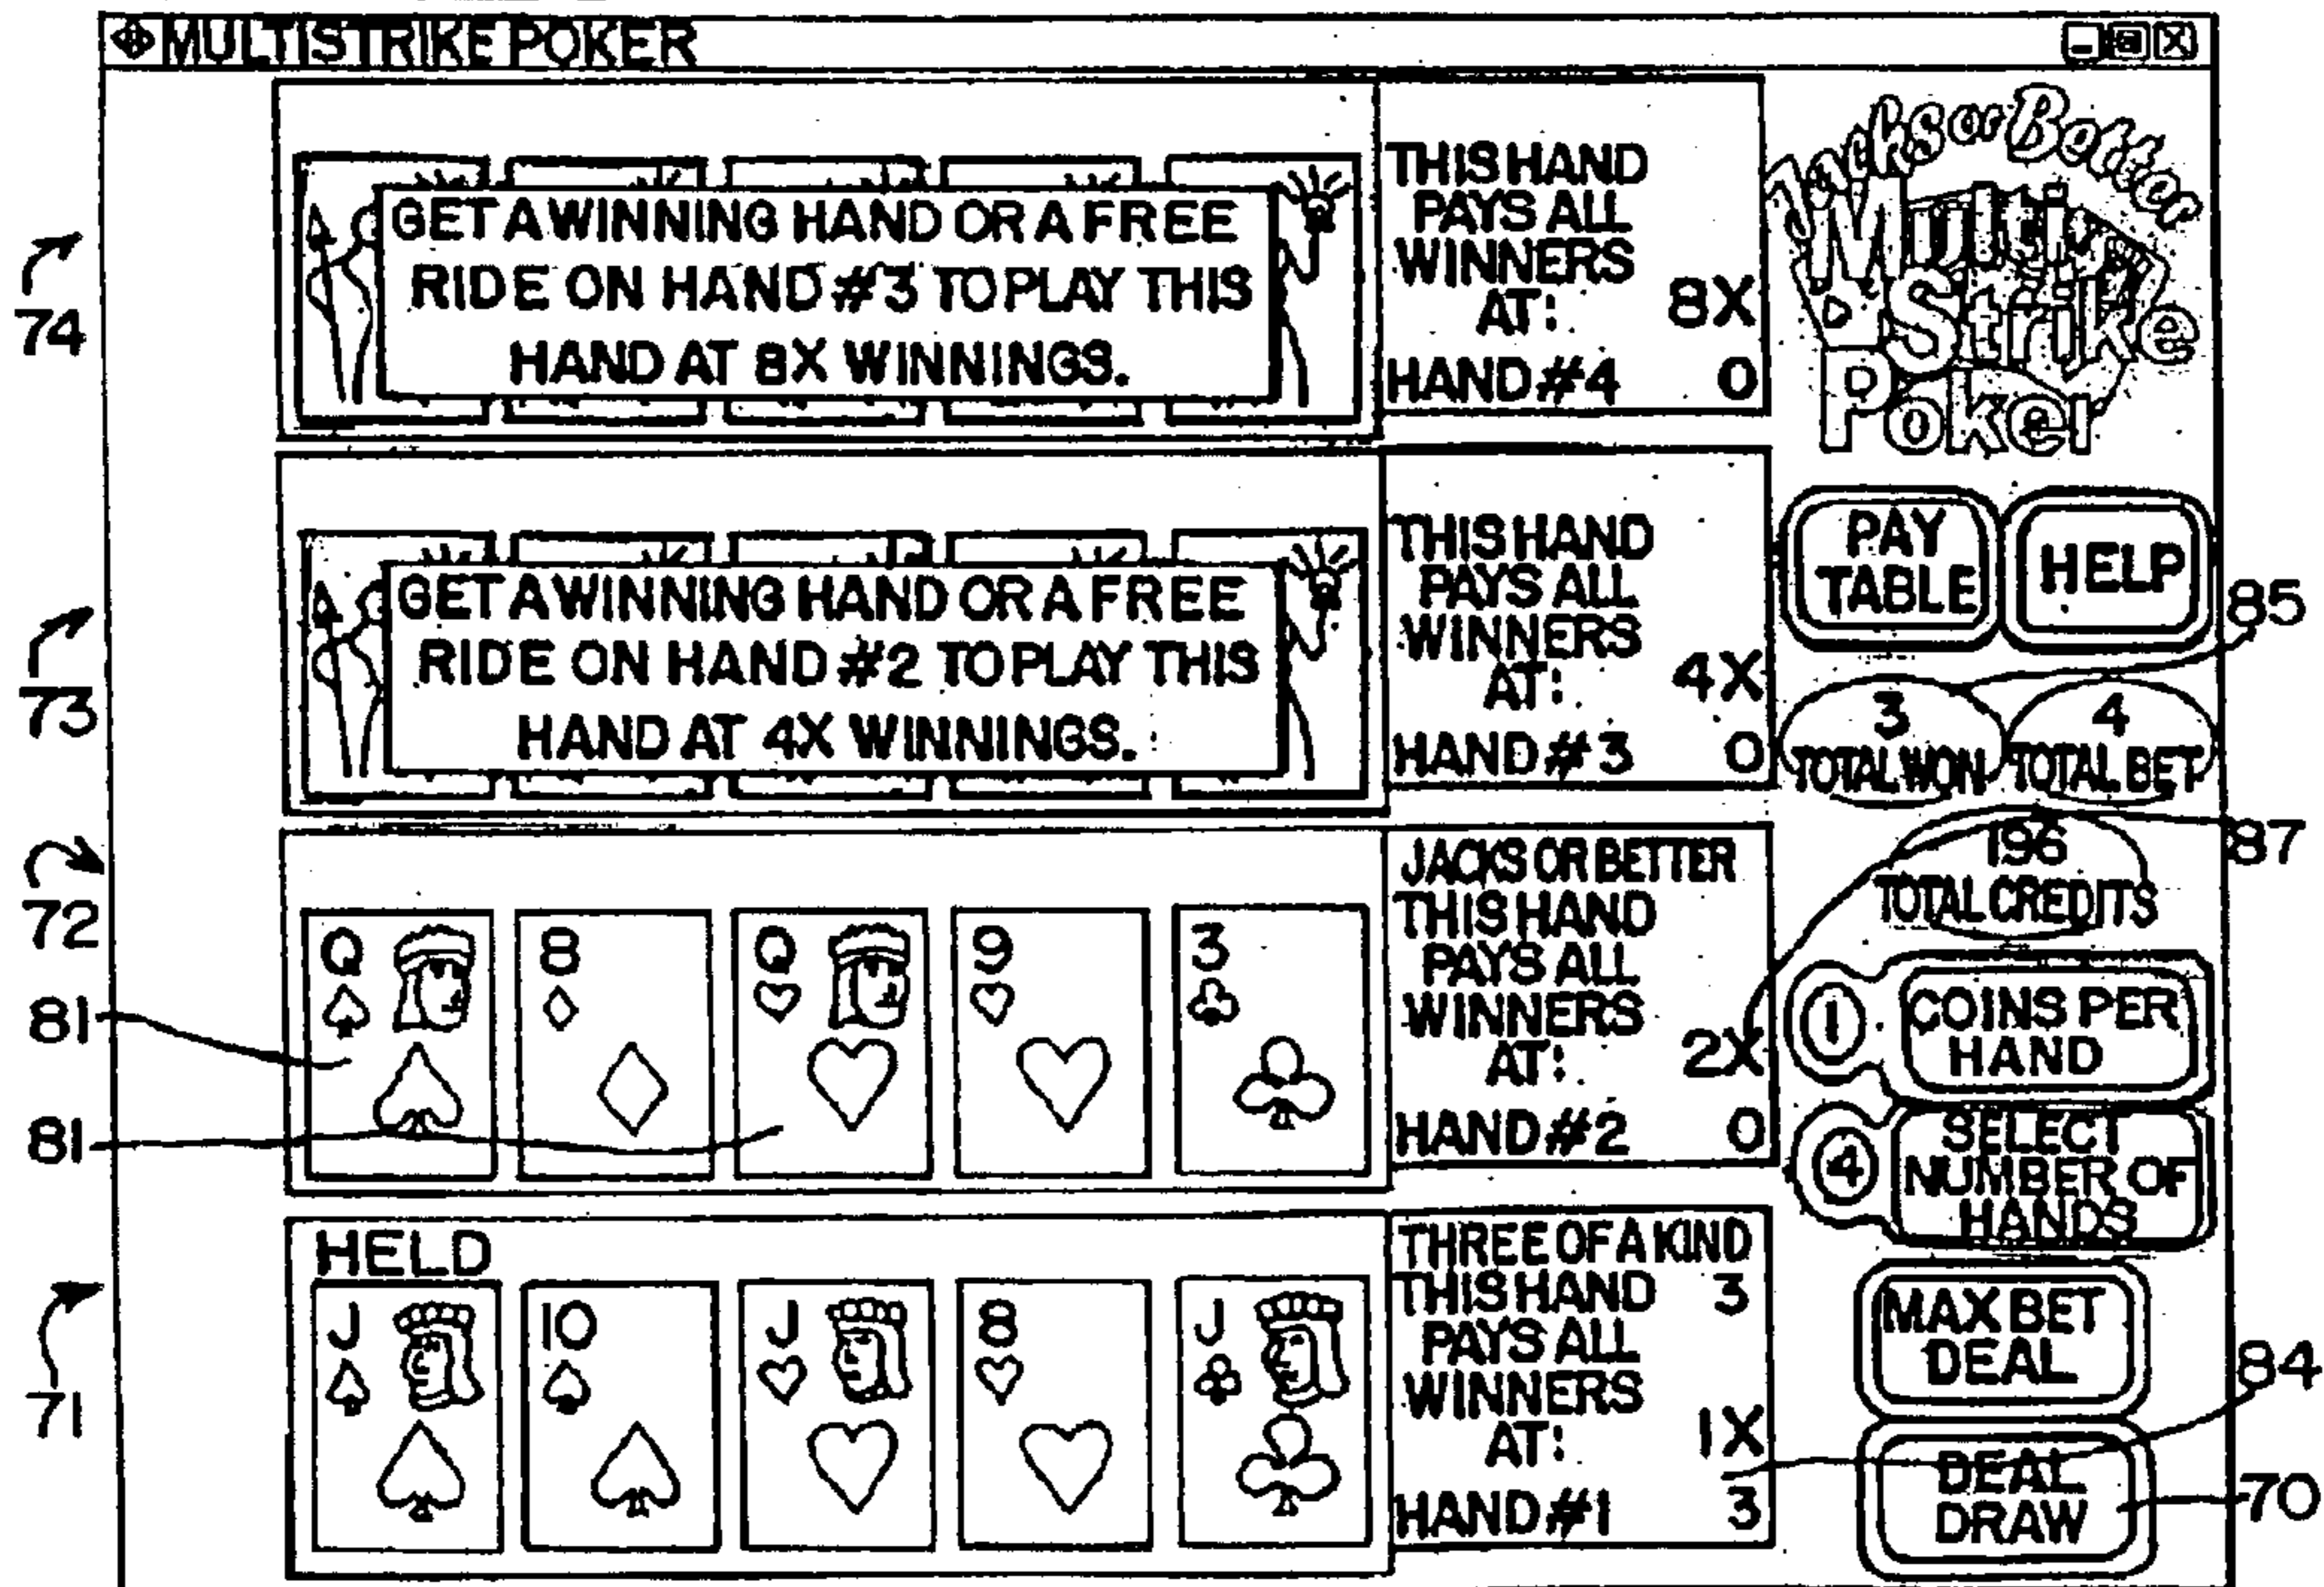 MULTISTRIKE POKER
GET A WINNING HAND OR A FREE
RIDE ON HAND #3 TO PLAY THIS
HAND AT 8X WINNINGS.
THIS HAND
PAYS ALL
WINNERS
AT: 8X
HAND #4 0
Jacks or Better
Multi
Strike
Poker
74
GET A WINNING HAND OR A FREE
RIDE ON HAND #2 TO PLAY THIS
HAND AT 4X WINNINGS.
THIS HAND
PAYS ALL
WINNERS
AT: 4X
HAND #3 0
PAY
TABLE
HELP
85
73
3
TOTAL WON
4
TOTAL BET
87
196
TOTAL CREDITS
72
Q
8
Q
9
3
81
81
JACKS OR BETTER
THIS HAND
PAYS ALL
WINNERS
AT: 2X
HAND #2 0
1
COINS PER
HAND
4
SELECT
NUMBER OF
HANDS
HELD
71
J
10
J
8
J
THREE OF A KIND
THIS HAND 3
PAYS ALL
WINNERS
AT: 1X
HAND #1 3
MAX BET
DEAL
84
DEAL
DRAW
70